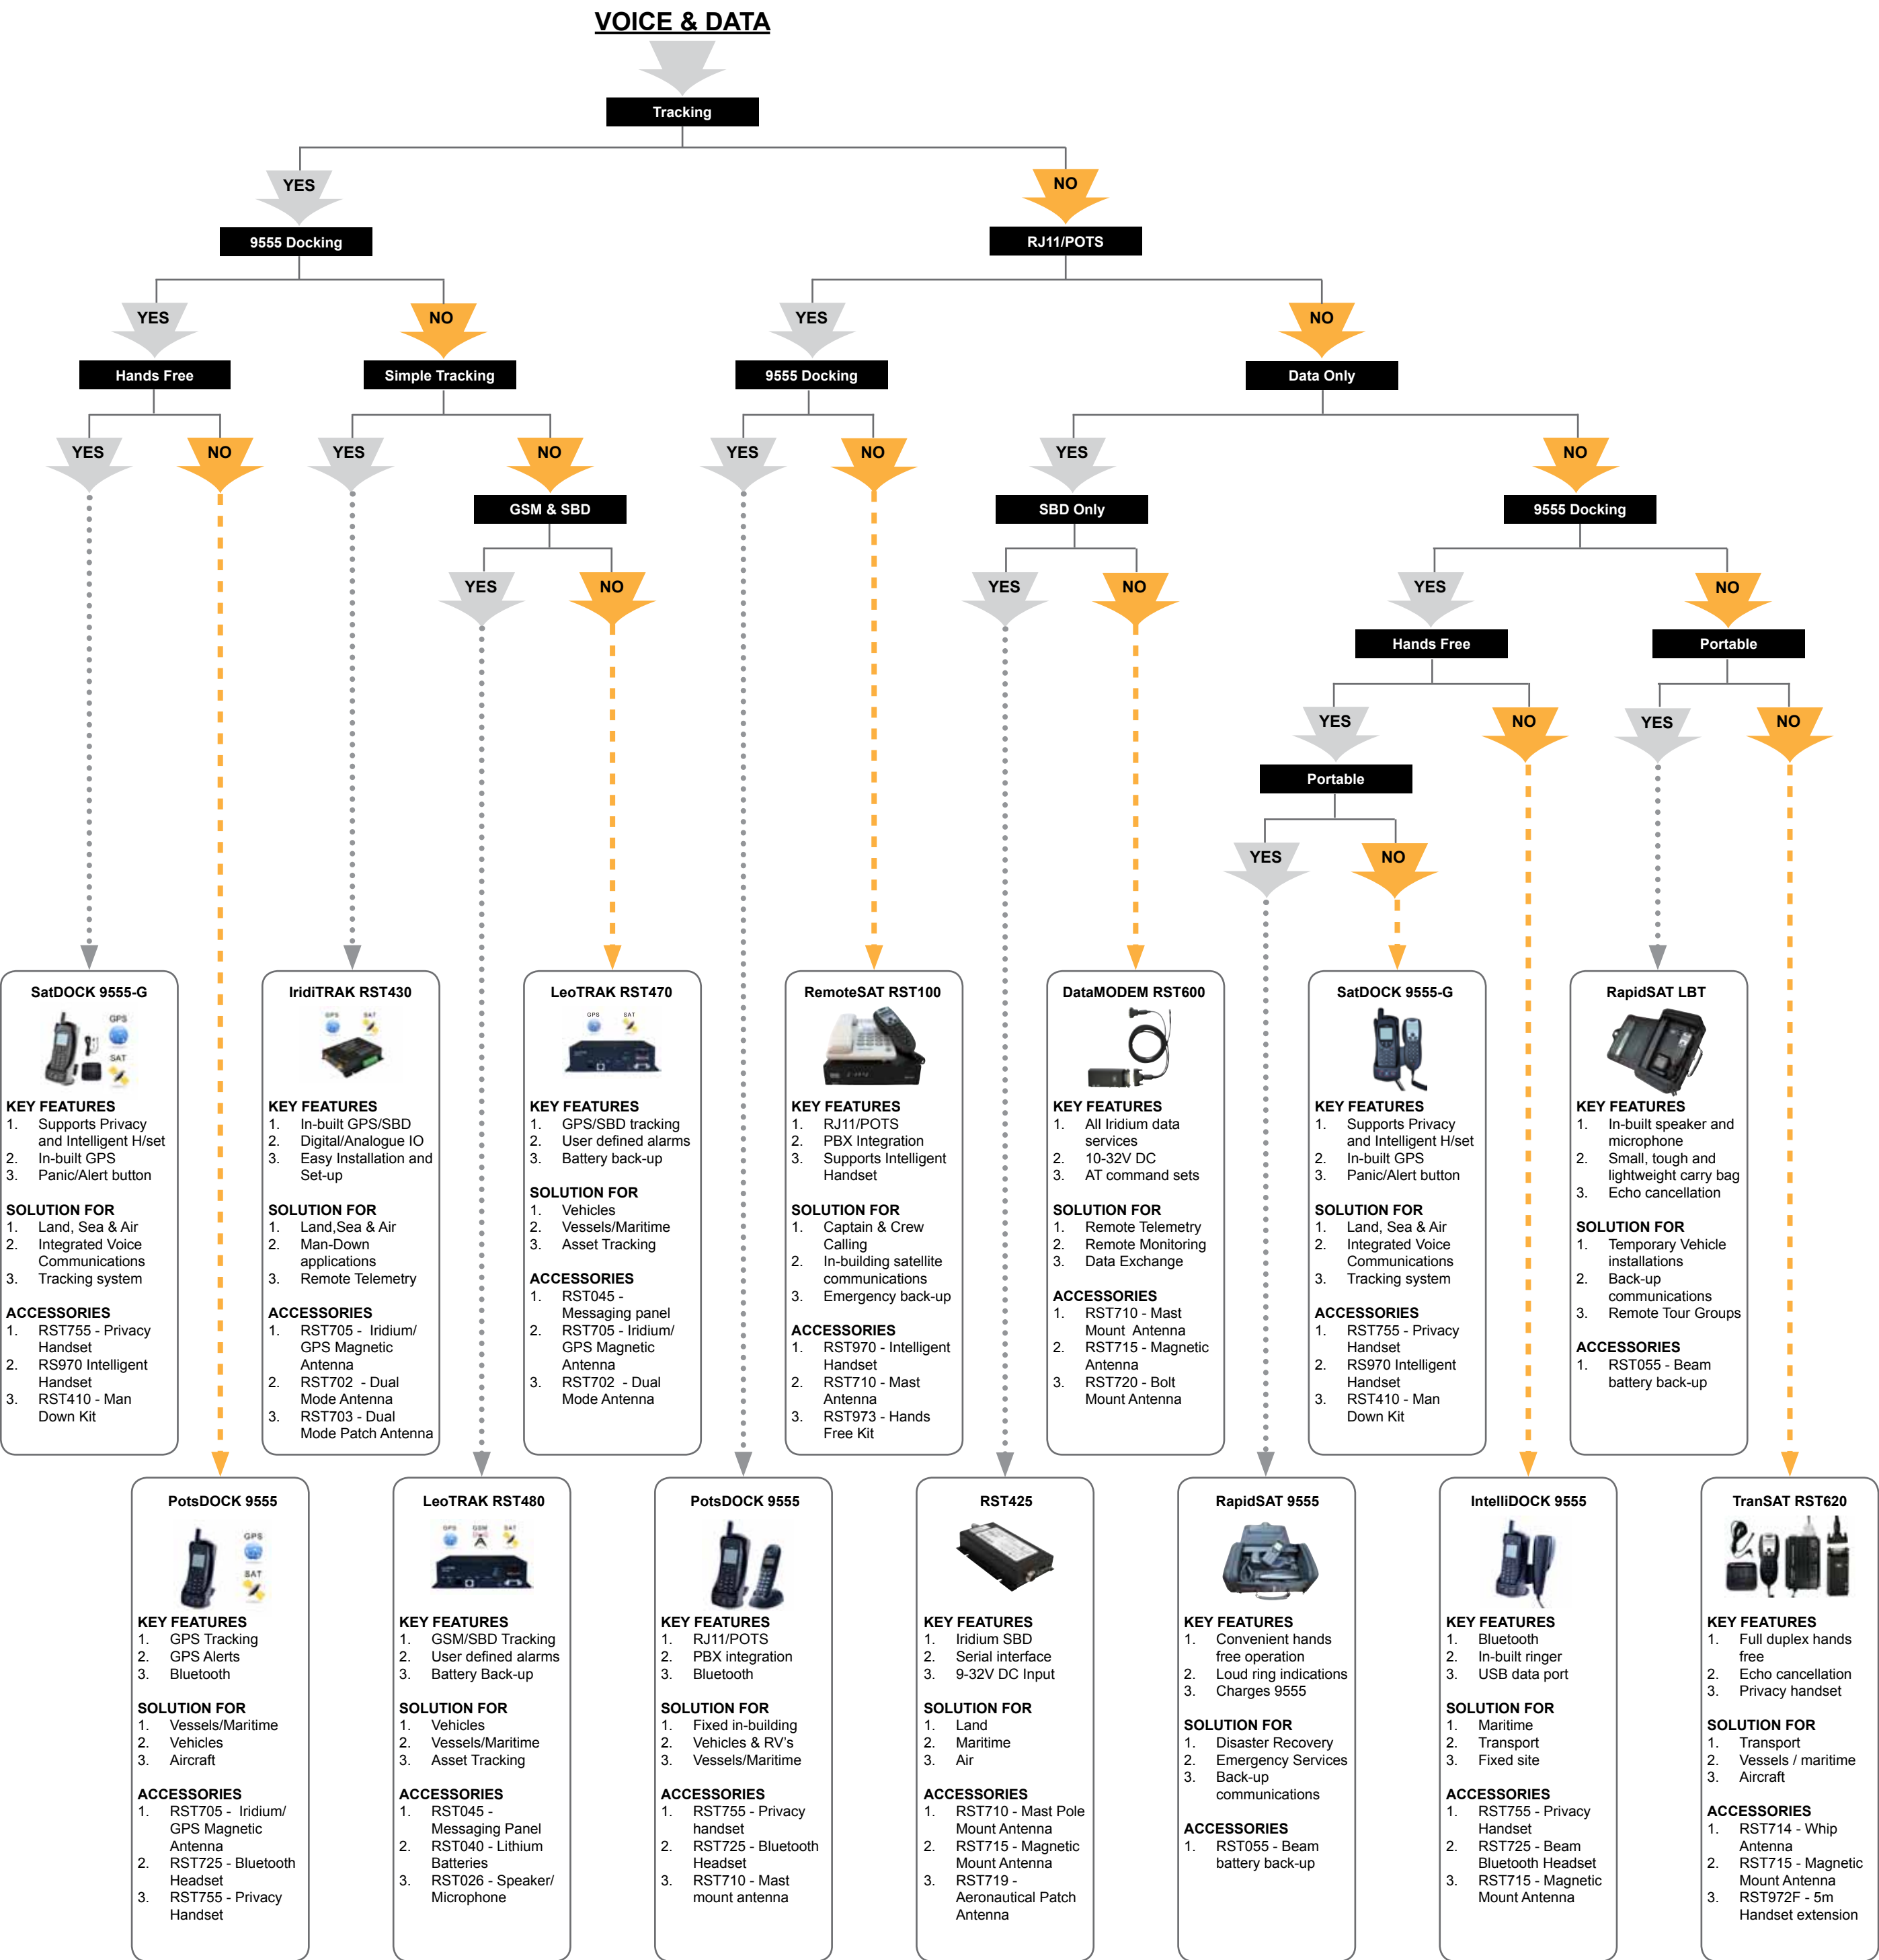 VOICE & DATA
Tracking
YES
NO
9555 Docking
RJ11/POTS
YES
NO
YES
NO
Hands Free
Simple Tracking
9555 Docking
Data Only
YES
NO
YES
NO
YES
NO
YES
NO
GSM & SBD
SBD Only
9555 Docking
YES
NO
YES
NO
YES
NO
Hands Free
Portable
YES
NO
YES
NO
Portable
YES
NO
SatDOCK 9555-G
GPS
SAT
KEY FEATURES
1. Supports Privacy
and Intelligent H/set
2. In-built GPS
3. Panic/Alert button
SOLUTION FOR
1. Land, Sea & Air
2. Integrated Voice
Communications
3. Tracking system
ACCESSORIES
1. RST755 - Privacy
Handset
2. RS970 Intelligent
Handset
3. RST410 - Man
Down Kit
IridiTRAK RST430
GPS
SAT
KEY FEATURES
1. In-built GPS/SBD
2. Digital/Analogue IO
3. Easy Installation and
Set-up
SOLUTION FOR
1. Land,Sea & Air
2. Man-Down
applications
3. Remote Telemetry
ACCESSORIES
1. RST705 - Iridium/
GPS Magnetic
Antenna
2. RST702 - Dual
Mode Antenna
3. RST703 - Dual
Mode Patch Antenna
LeoTRAK RST470
GPS
SAT
KEY FEATURES
1. GPS/SBD tracking
2. User defined alarms
3. Battery back-up
SOLUTION FOR
1. Vehicles
2. Vessels/Maritime
3. Asset Tracking
ACCESSORIES
1. RST045 -
Messaging panel
2. RST705 - Iridium/
GPS Magnetic
Antenna
3. RST702 - Dual
Mode Antenna
RemoteSAT RST100
KEY FEATURES
1. RJ11/POTS
2. PBX Integration
3. Supports Intelligent
Handset
SOLUTION FOR
1. Captain & Crew
Calling
2. In-building satellite
communications
3. Emergency back-up
ACCESSORIES
1. RST970 - Intelligent
Handset
2. RST710 - Mast
Antenna
3. RST973 - Hands
Free Kit
DataMODEM RST600
KEY FEATURES
1. All Iridium data
services
2. 10-32V DC
3. AT command sets
SOLUTION FOR
1. Remote Telemetry
2. Remote Monitoring
3. Data Exchange
ACCESSORIES
1. RST710 - Mast
Mount Antenna
2. RST715 - Magnetic
Antenna
3. RST720 - Bolt
Mount Antenna
SatDOCK 9555-G
KEY FEATURES
1. Supports Privacy
and Intelligent H/set
2. In-built GPS
3. Panic/Alert button
SOLUTION FOR
1. Land, Sea & Air
2. Integrated Voice
Communications
3. Tracking system
ACCESSORIES
1. RST755 - Privacy
Handset
2. RS970 Intelligent
Handset
3. RST410 - Man
Down Kit
RapidSAT LBT
KEY FEATURES
1. In-built speaker and
microphone
2. Small, tough and
lightweight carry bag
3. Echo cancellation
SOLUTION FOR
1. Temporary Vehicle
installations
2. Back-up
communications
3. Remote Tour Groups
ACCESSORIES
1. RST055 - Beam
battery back-up
PotsDOCK 9555
GPS
SAT
KEY FEATURES
1. GPS Tracking
2. GPS Alerts
3. Bluetooth
SOLUTION FOR
1. Vessels/Maritime
2. Vehicles
3. Aircraft
ACCESSORIES
1. RST705 - Iridium/
GPS Magnetic
Antenna
2. RST725 - Bluetooth
Headset
3. RST755 - Privacy
Handset
LeoTRAK RST480
GPS
GSM
SAT
KEY FEATURES
1. GSM/SBD Tracking
2. User defined alarms
3. Battery Back-up
SOLUTION FOR
1. Vehicles
2. Vessels/Maritime
3. Asset Tracking
ACCESSORIES
1. RST045 -
Messaging Panel
2. RST040 - Lithium
Batteries
3. RST026 - Speaker/
Microphone
PotsDOCK 9555
KEY FEATURES
1. RJ11/POTS
2. PBX integration
3. Bluetooth
SOLUTION FOR
1. Fixed in-building
2. Vehicles & RV's
3. Vessels/Maritime
ACCESSORIES
1. RST755 - Privacy
handset
2. RST725 - Bluetooth
Headset
3. RST710 - Mast
mount antenna
RST425
KEY FEATURES
1. Iridium SBD
2. Serial interface
3. 9-32V DC Input
SOLUTION FOR
1. Land
2. Maritime
3. Air
ACCESSORIES
1. RST710 - Mast Pole
Mount Antenna
2. RST715 - Magnetic
Mount Antenna
3. RST719 -
Aeronautical Patch
Antenna
RapidSAT 9555
KEY FEATURES
1. Convenient hands
free operation
2. Loud ring indications
3. Charges 9555
SOLUTION FOR
1. Disaster Recovery
2. Emergency Services
3. Back-up
communications
ACCESSORIES
1. RST055 - Beam
battery back-up
IntelliDOCK 9555
KEY FEATURES
1. Bluetooth
2. In-built ringer
3. USB data port
SOLUTION FOR
1. Maritime
2. Transport
3. Fixed site
ACCESSORIES
1. RST755 - Privacy
Handset
2. RST725 - Beam
Bluetooth Headset
3. RST715 - Magnetic
Mount Antenna
TranSAT RST620
KEY FEATURES
1. Full duplex hands
free
2. Echo cancellation
3. Privacy handset
SOLUTION FOR
1. Transport
2. Vessels / maritime
3. Aircraft
ACCESSORIES
1. RST714 - Whip
Antenna
2. RST715 - Magnetic
Mount Antenna
3. RST972F - 5m
Handset extension